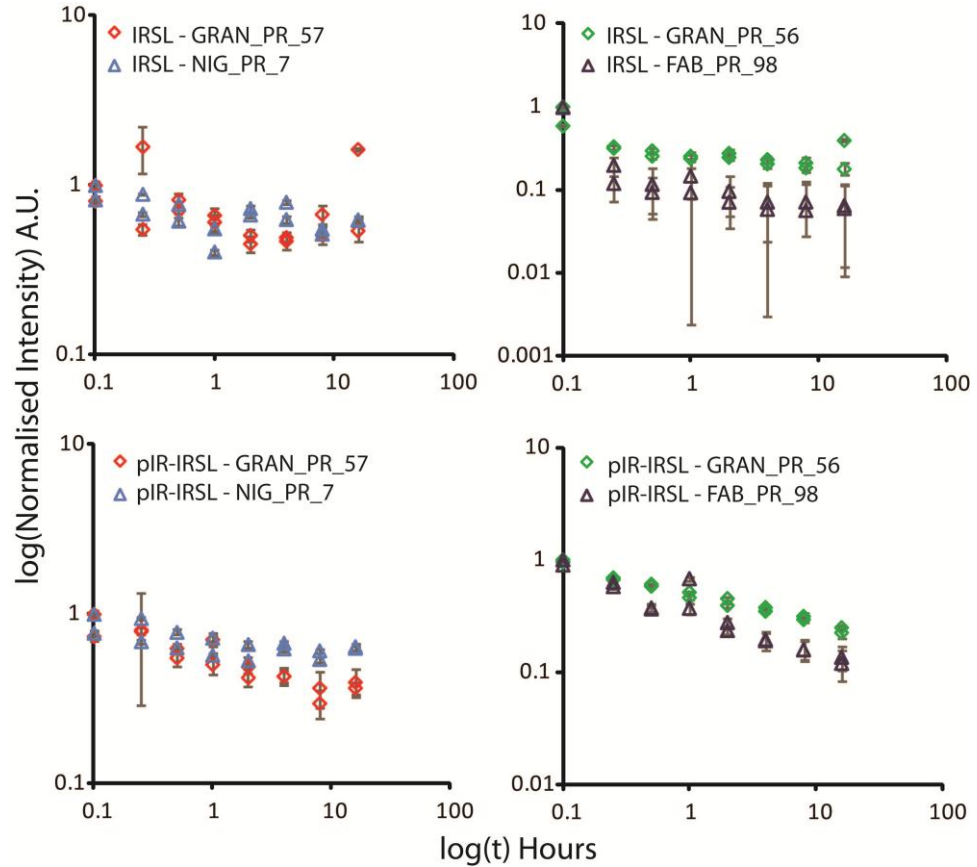 10
IRSL - GRAN_PR_57
IRSL - NIG_PR_7
1
0.1
0.1 1 10 100
10
IRSL - GRAN_PR_56
IRSL - FAB_PR_98
1
0.1
0.01
0.001
0.1 1 10 100
log(Normalised Intensity) A.U.
10
pIR-IRSL - GRAN_PR_57
pIR-IRSL - NIG_PR_7
1
0.1
0.1 1 10 100
10
pIR-IRSL - GRAN_PR_56
pIR-IRSL - FAB_PR_98
1
0.1
0.01
0.1 1 10 100
log(t) Hours